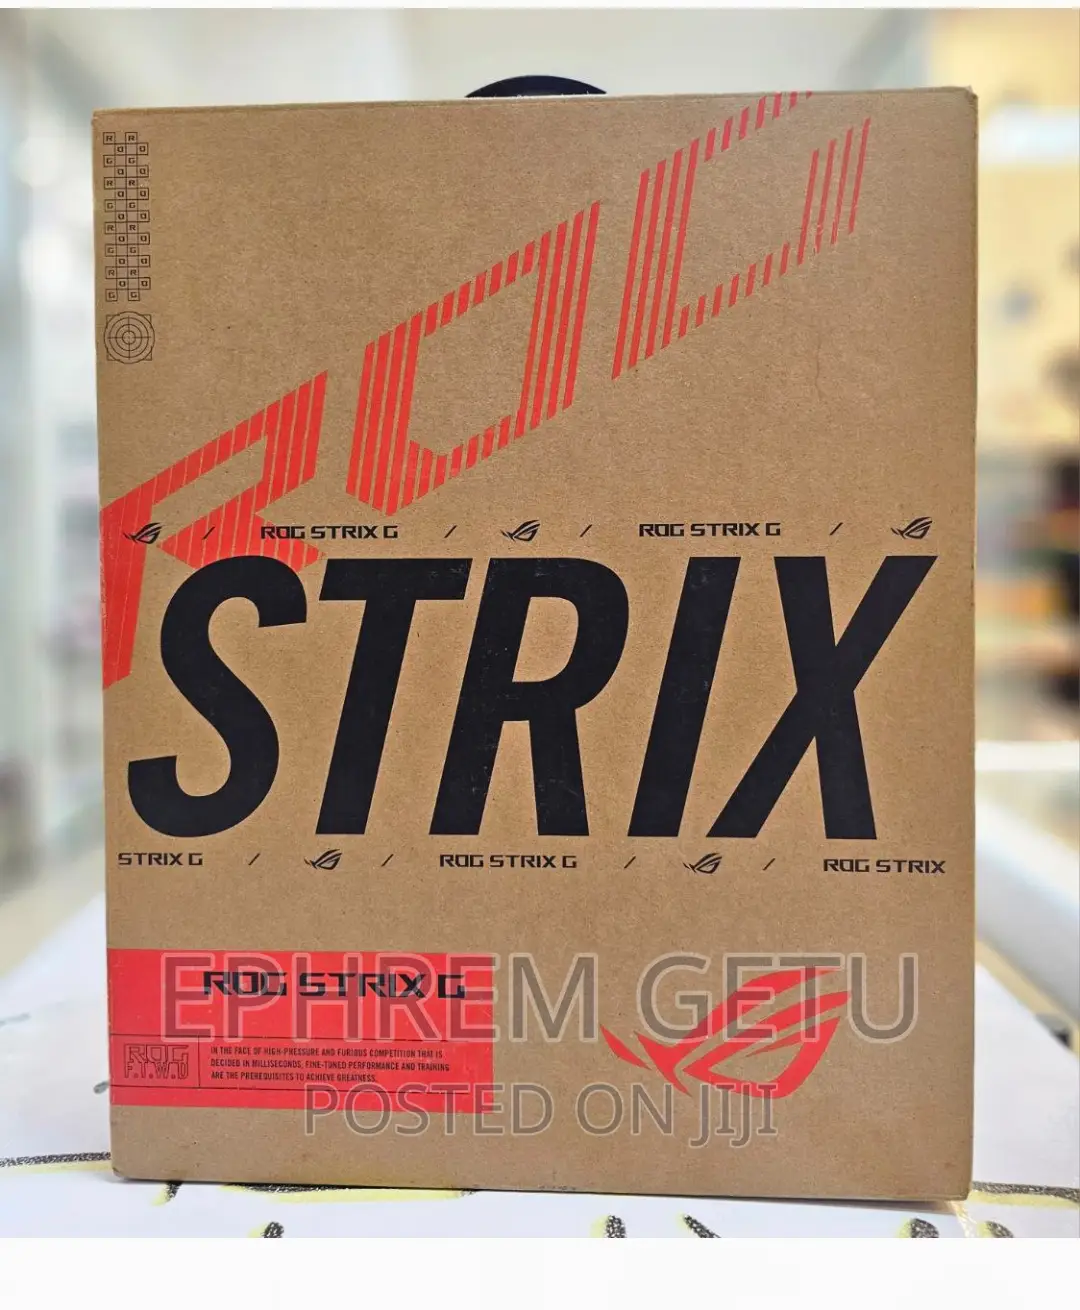 ROG
ROG STRIX G / / ROG STRIX G /
STRIX
STRIX G / / ROG STRIX G / / ROG STRIX
ROG STRIX G
ROG
F.T.W.D
IN THE FACE OF HIGH-PRESSURE AND FURIOUS COMPETITION THAT IS
DECIDED IN MILLISECONDS, FINE-TUNED PERFORMANCE AND TRAINING
ARE THE PREREQUISITES TO ACHIEVE GREATNESS.
EPHREM GETU
POSTED ON JIJI